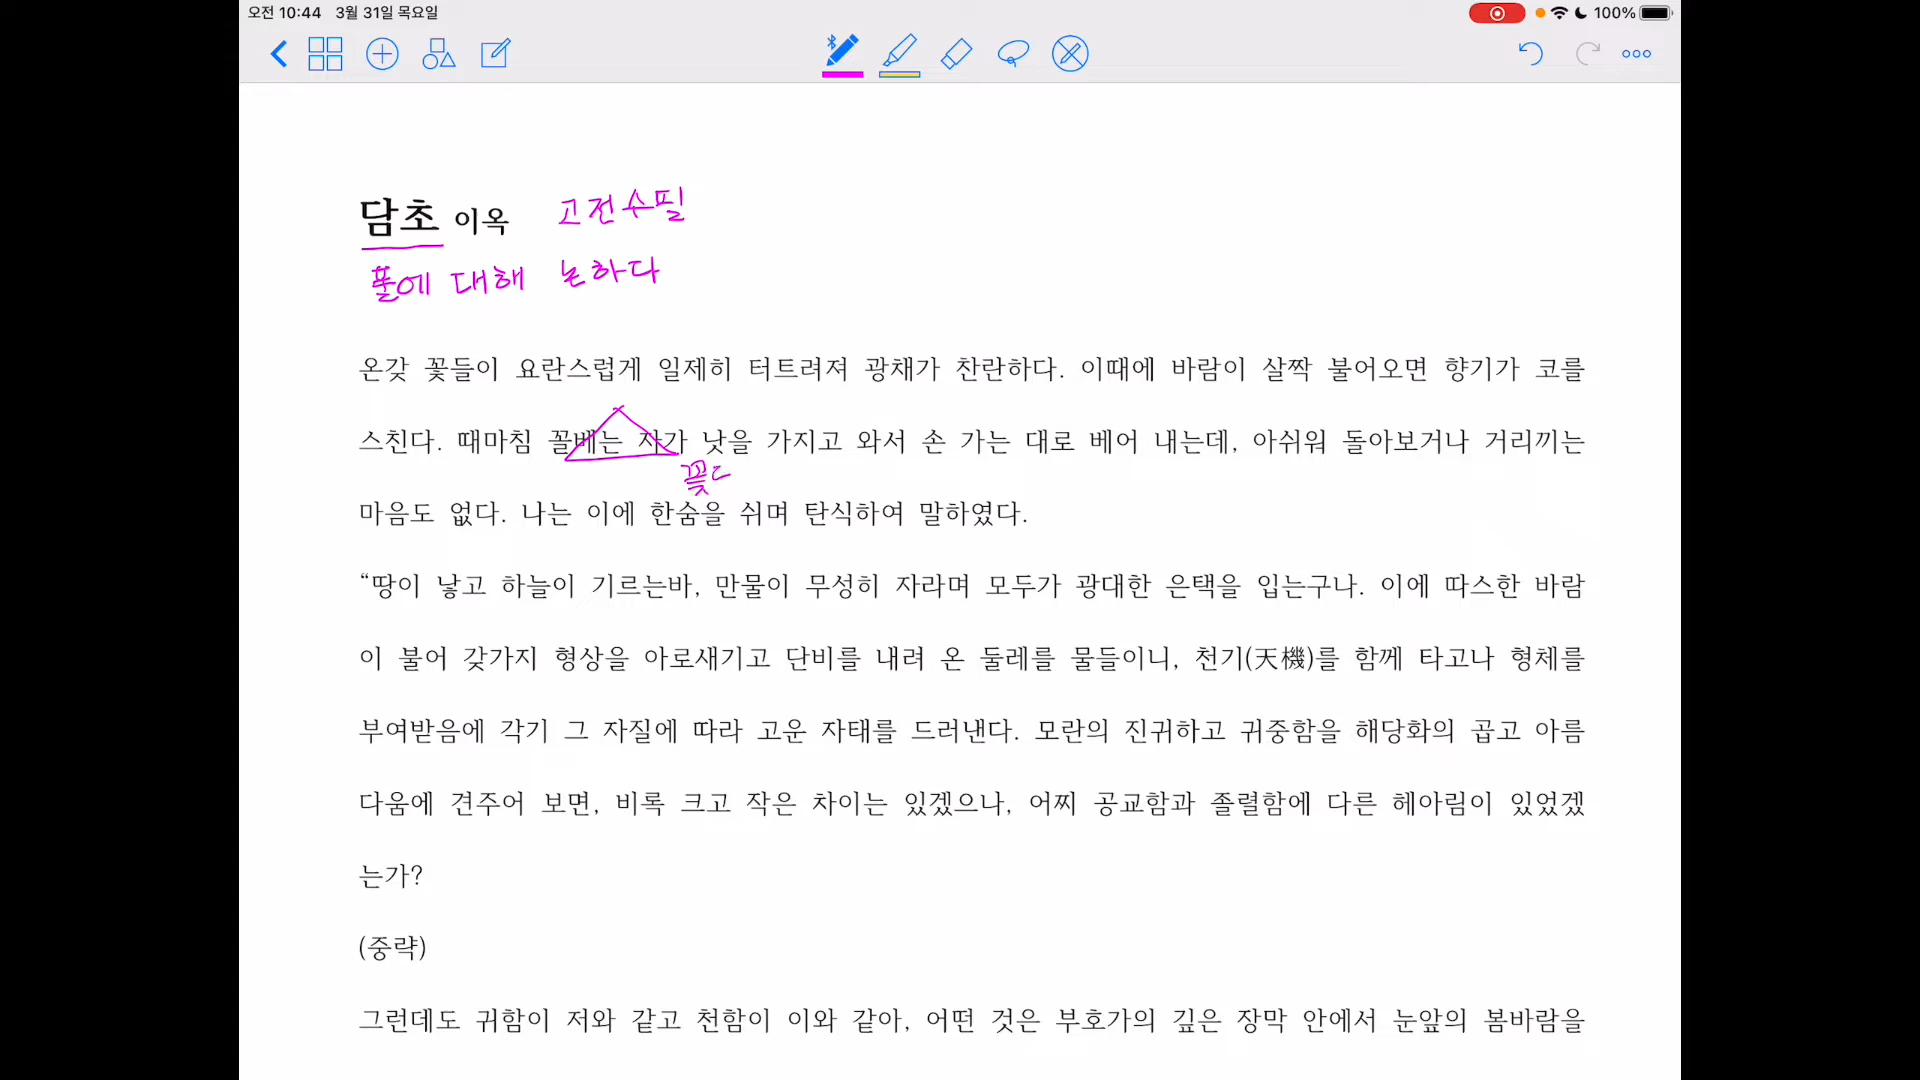 오전 10:44 3월 31일 목요일 100%
담초 이옥 고전수필
풀에 대해 논하다
온갖 꽃들이 요란스럽게 일제히 터트려져 광채가 찬란하다. 이때에 바람이 살짝 불어오면 향기가 코를
스친다. 때마침 꼴베는 자가 낫을 가지고 와서 손 가는 대로 베어 내는데, 아쉬워 돌아보거나 거리끼는
마음도 없다. 나는 이에 한숨을 쉬며 탄식하여 말하였다.
“땅이 낳고 하늘이 기르는바, 만물이 무성히 자라며 모두가 광대한 은택을 입는구나. 이에 따스한 바람
이 불어 갖가지 형상을 아로새기고 단비를 내려 온 둘레를 물들이니, 천기(天機)를 함께 타고나 형체를
부여받음에 각기 그 자질에 따라 고운 자태를 드러낸다. 모란의 진귀하고 귀중함을 해당화의 곱고 아름
다움에 견주어 보면, 비록 크고 작은 차이는 있겠으나, 어찌 공교함과 졸렬함에 다른 헤아림이 있었겠
는가?
(중략)
그런데도 귀함이 저와 같고 천함이 이와 같아, 어떤 것은 부호가의 깊은 장막 안에서 눈앞의 봄바람을